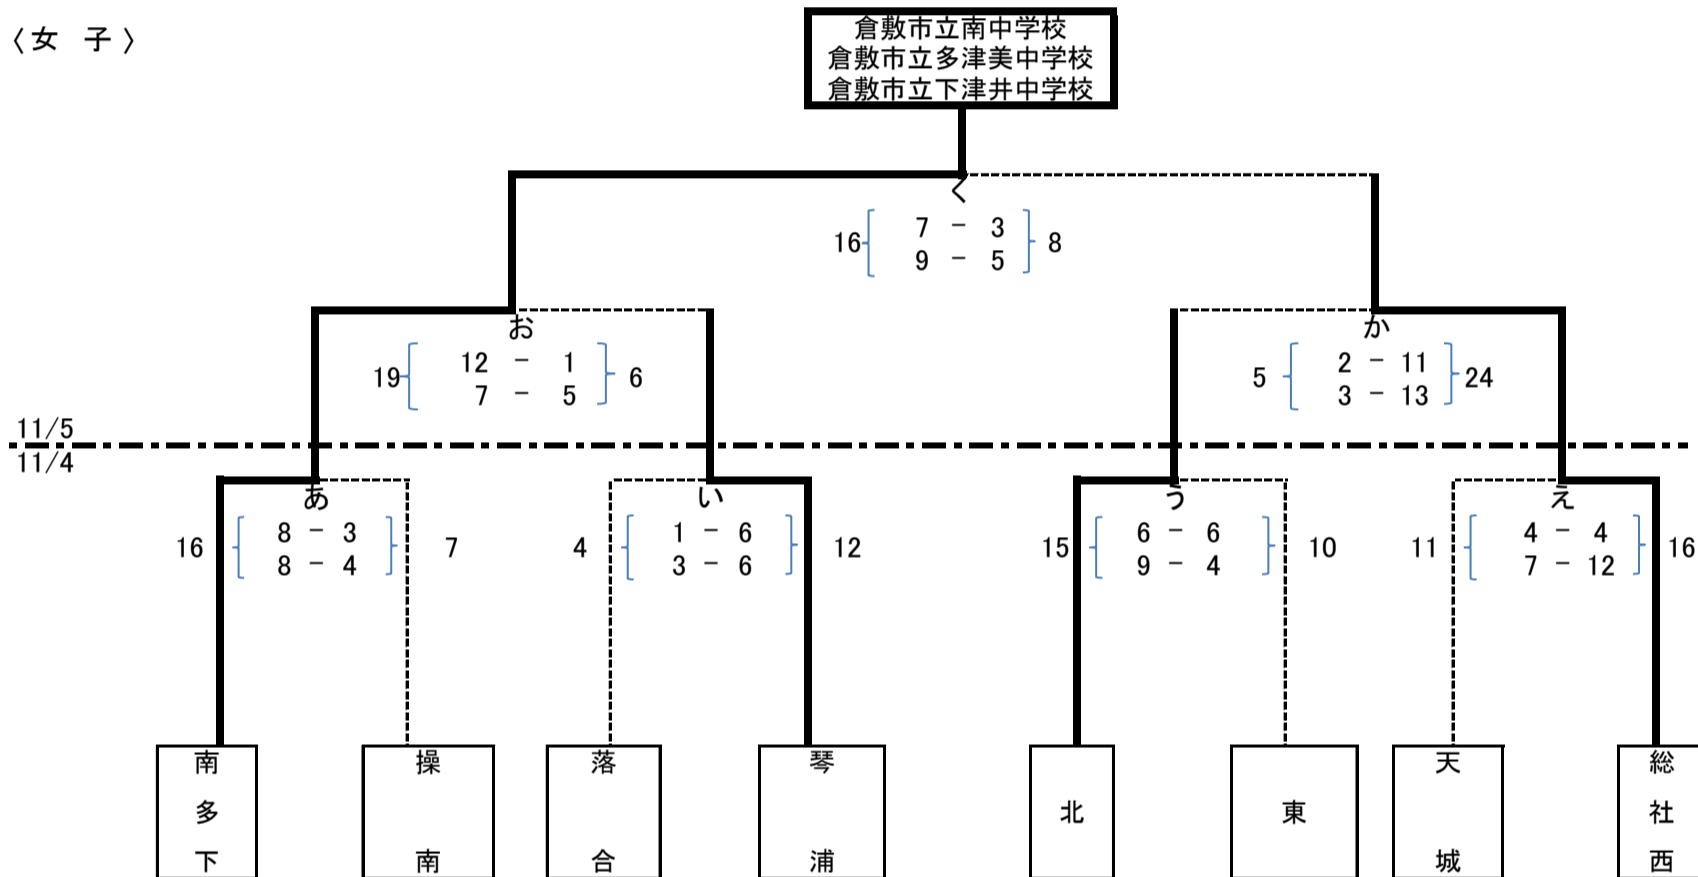 〈女 子〉
倉敷市立南中学校
倉敷市立多津美中学校
倉敷市立下津井中学校
く
16 7 - 3 8
9 - 5
お
か
19 12 - 1 6
7 - 5
5 2 - 11 24
3 - 13
11/5
11/4
あ
い
う
え
16 8 - 3 7
8 - 4
4 1 - 6 12
3 - 6
15 6 - 6 10
9 - 4
11 4 - 4 16
7 - 12
南多下
操南
落合
琴浦
北
東
天城
総社西